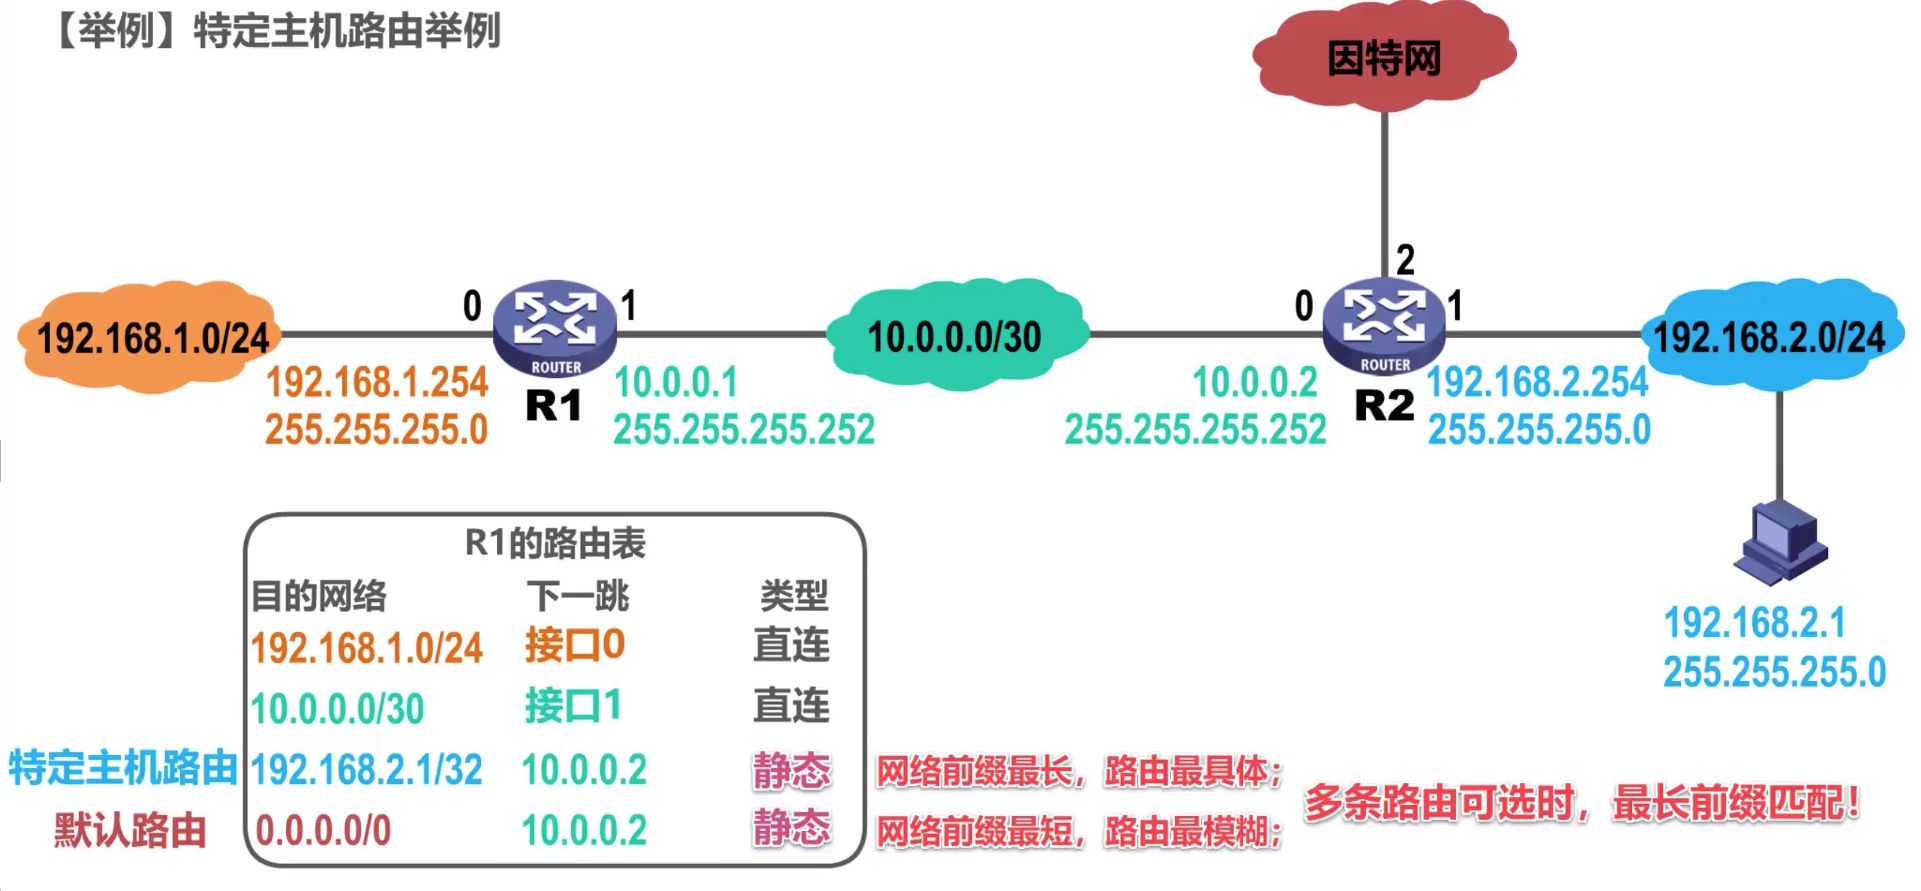 【举例】特定主机路由举例
因特网
2
0
1
0
1
192.168.1.0/24
10.0.0.0/30
192.168.2.0/24
ROUTER
ROUTER
192.168.1.254
255.255.255.0
R1
10.0.0.1
255.255.255.252
10.0.0.2
255.255.255.252
R2
192.168.2.254
255.255.255.0
192.168.2.1
255.255.255.0
R1的路由表
目的网络 下一跳 类型
192.168.1.0/24 接口0 直连
10.0.0.0/30 接口1 直连
特定主机路由 192.168.2.1/32 10.0.0.2 静态 网络前缀最长，路由最具体；
默认路由 0.0.0.0/0 10.0.0.2 静态 网络前缀最短，路由最模糊；
多条路由可选时，最长前缀匹配！